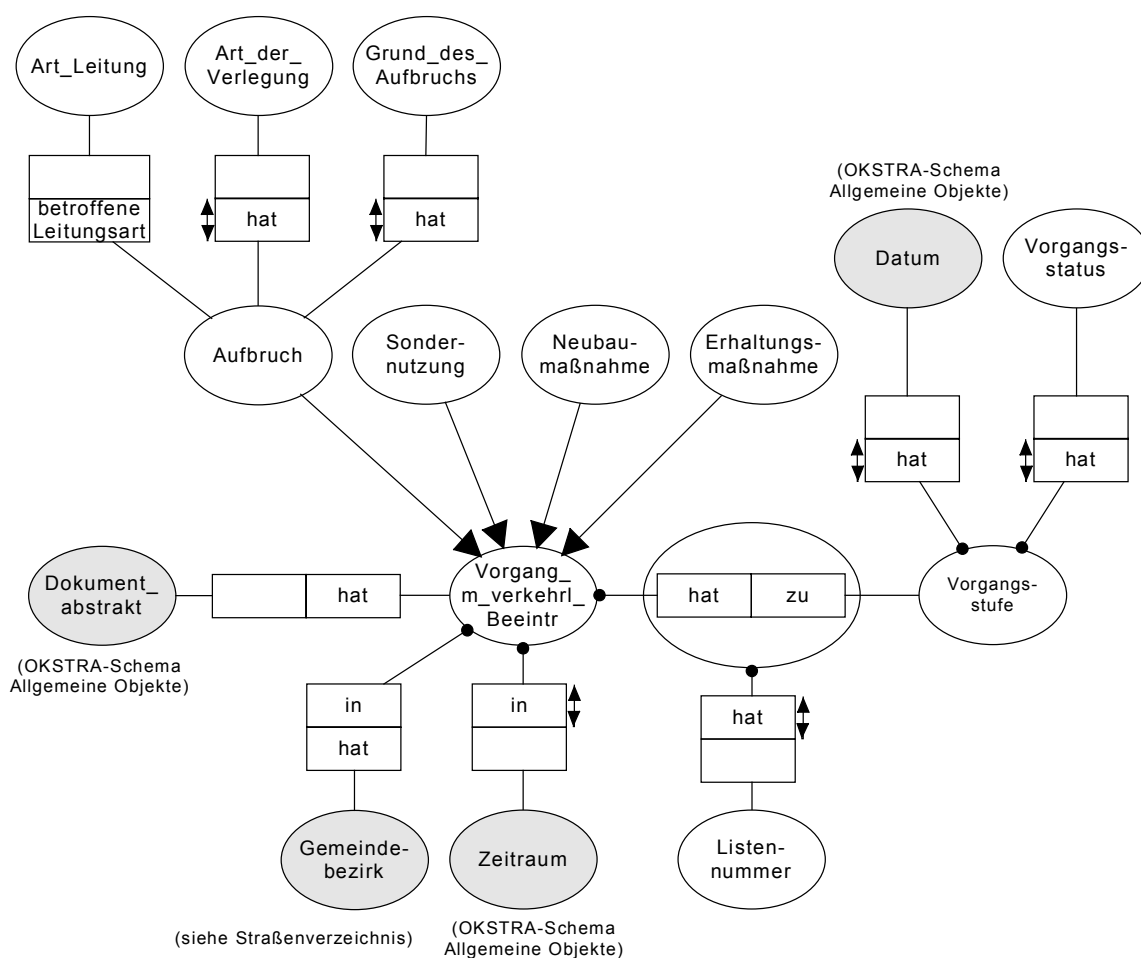 Art_Leitung
Art_der_
Verlegung
Grund_des_
Aufbruchs
betroffene
Leitungsart
hat
hat
(OKSTRA-Schema
Allgemeine Objekte)
Datum
Vorgangs-
status
Aufbruch
Sonder-
nutzung
Neubau-
maßnahme
Erhaltungs-
maßnahme
hat
hat
Dokument_
abstrakt
(OKSTRA-Schema
Allgemeine Objekte)
hat
Vorgang_
m_verkehrl_
Beeintr
hat
zu
Vorgangs-
stufe
in
hat
in
hat
Gemeinde-
bezirk
(siehe Straßenverzeichnis)
Zeitraum
(OKSTRA-Schema
Allgemeine Objekte)
Listen-
nummer